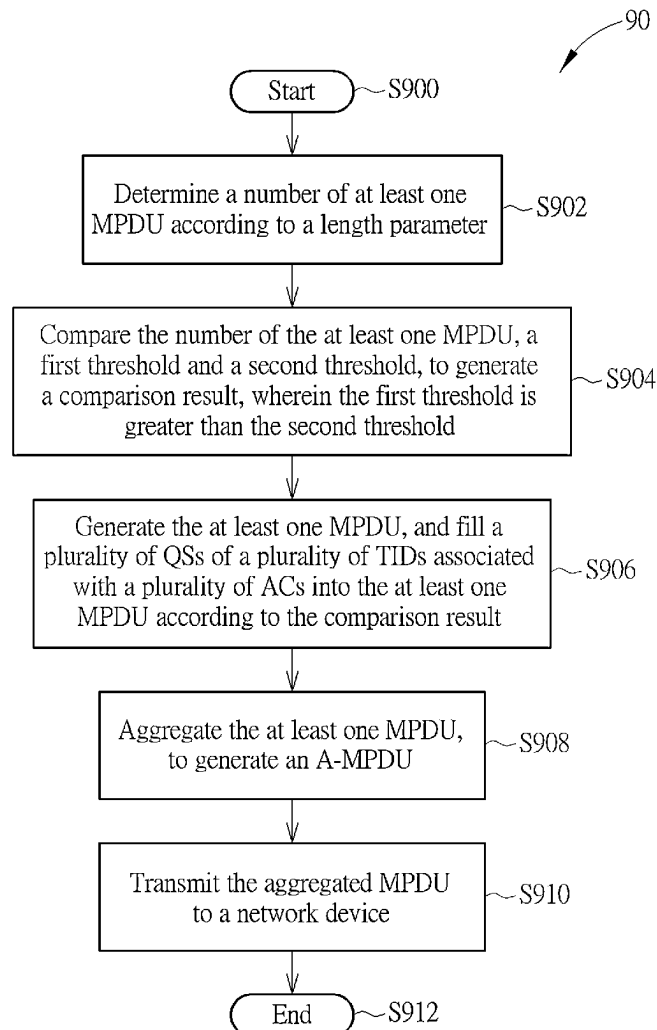 90
Start
S900
Determine a number of at least one
MPDU according to a length parameter
S902
Compare the number of the at least one MPDU, a
first threshold and a second threshold, to generate
a comparison result, wherein the first threshold is
greater than the second threshold
S904
Generate the at least one MPDU, and fill a
plurality of QSs of a plurality of TIDs associated
with a plurality of ACs into the at least one
MPDU according to the comparison result
S906
Aggregate the at least one MPDU,
to generate an A-MPDU
S908
Transmit the aggregated MPDU
to a network device
S910
End
S912